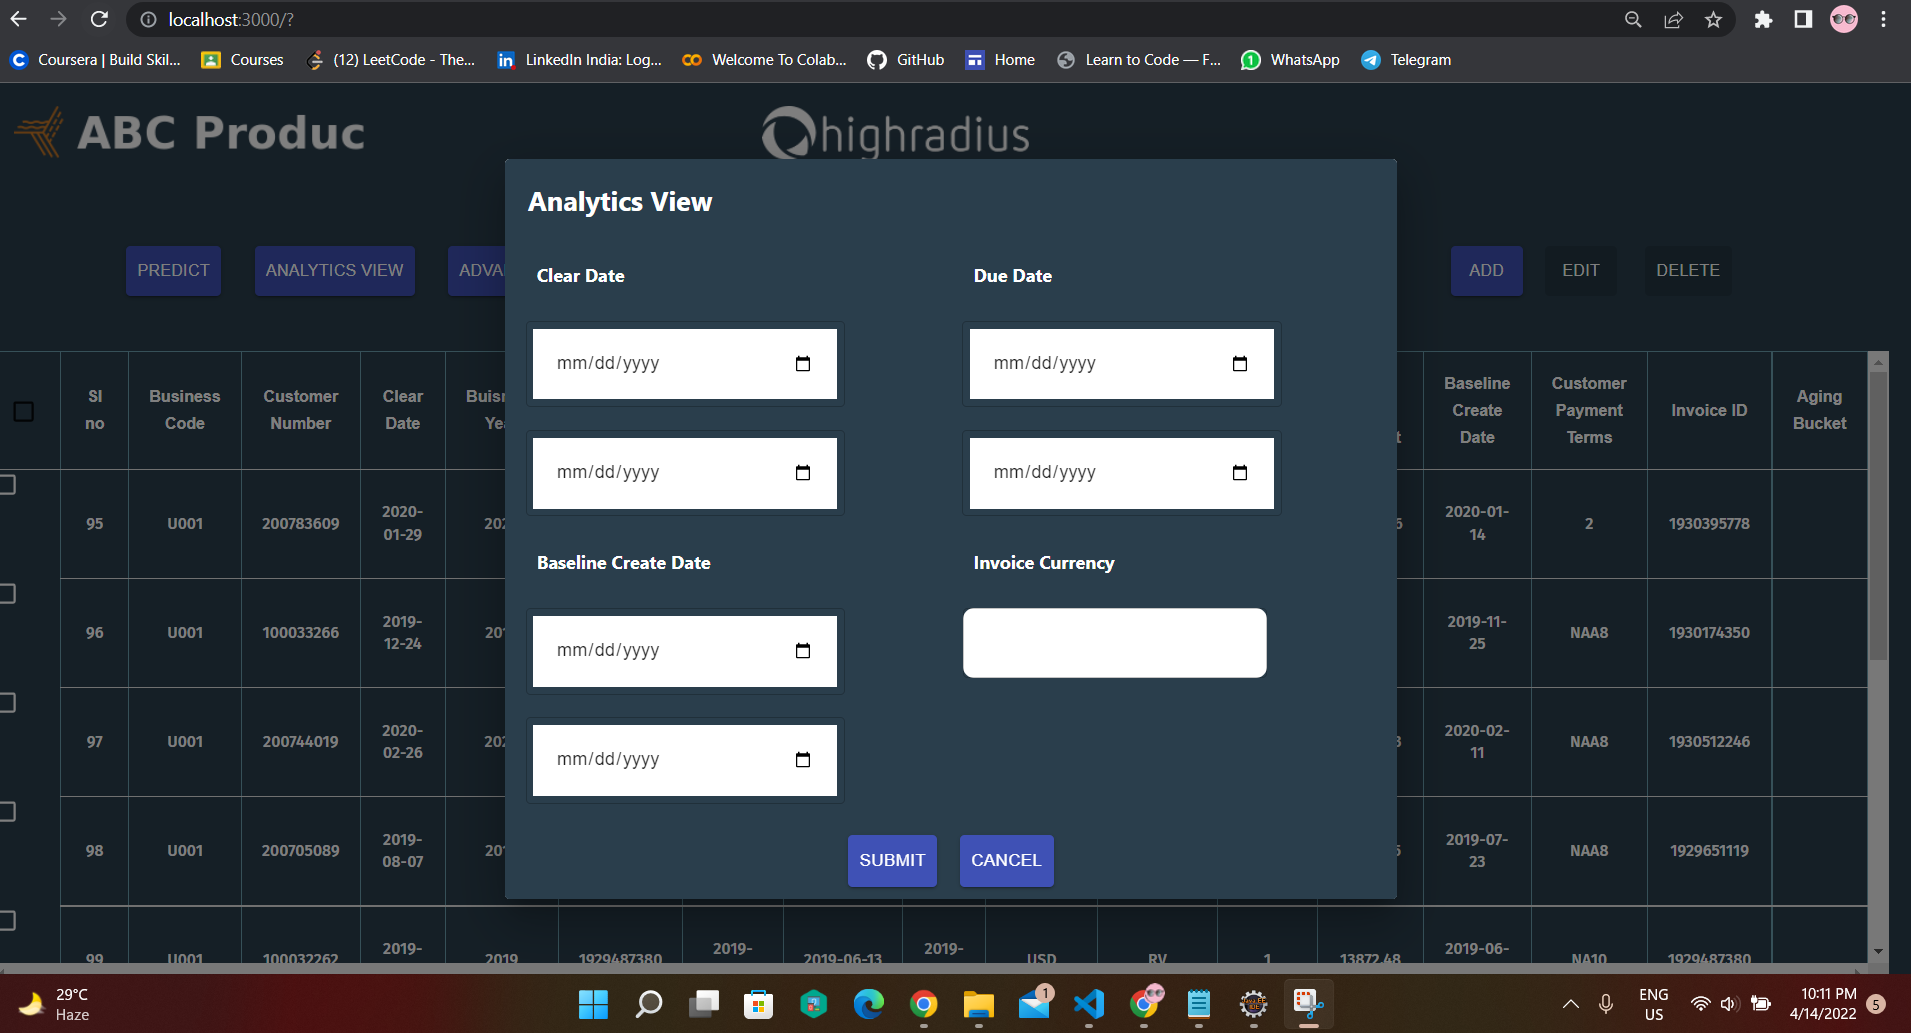 localhost:3000/?
Coursera | Build Skil... Courses (12) LeetCode - The... LinkedIn India: Log... Welcome To Colab... GitHub Home Learn to Code — F... WhatsApp Telegram
ABC Produc
highradius
Analytics View
PREDICT ANALYTICS VIEW ADVA ADD EDIT DELETE
Clear Date Due Date
mm/dd/yyyy mm/dd/yyyy
mm/dd/yyyy mm/dd/yyyy
Baseline Create Date Invoice Currency
mm/dd/yyyy
mm/dd/yyyy
SUBMIT CANCEL
Sl no Business Code Customer Number Clear Date Buisn Yea t Baseline Create Date Customer Payment Terms Invoice ID Aging Bucket
95 U001 200783609 2020-01-29 202 2020-01-14 2 1930395778
96 U001 100033266 2019-12-24 201 2019-11-25 NAA8 1930174350
97 U001 200744019 2020-02-26 202 2020-02-11 NAA8 1930512246
98 U001 200705089 2019-08-07 201 2019-07-23 NAA8 1929651119
99 U001 100032262 2019- 2019 1929487380 2019- 2019-06-13 2019- USD RV 1 13872.48 2019-06- NA10 1929487380
29°C
Haze
1
ENG
US
10:11 PM
4/14/2022
5